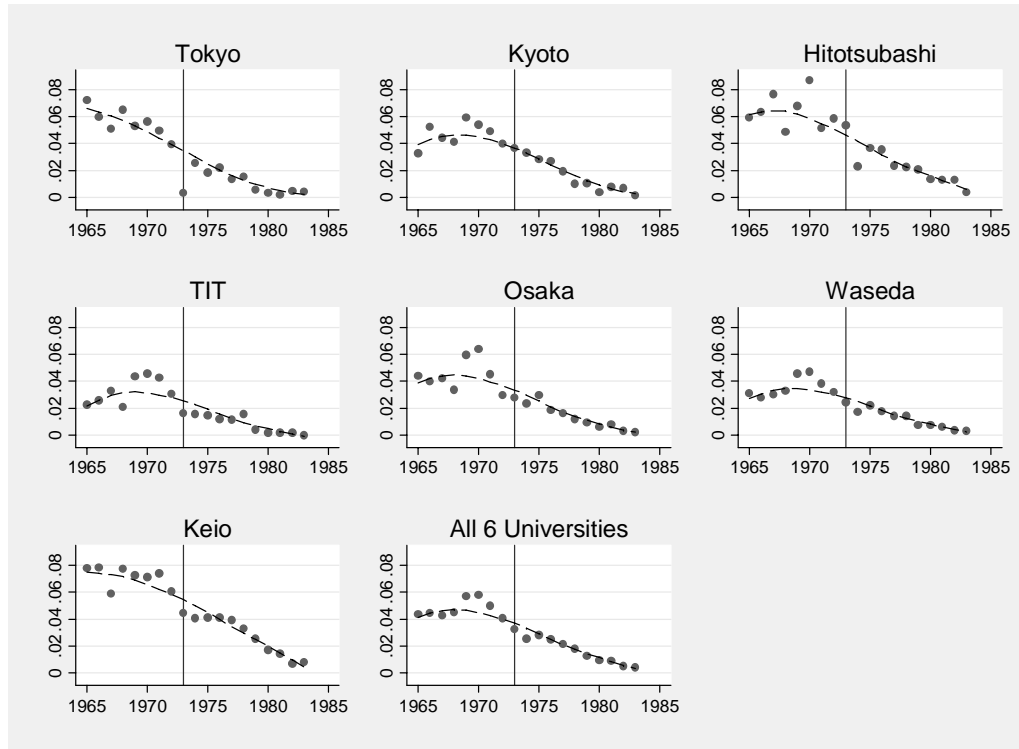 Tokyo
0 .02 .04 .06 .08
1965 1970 1975 1980 1985
Kyoto
0 .02 .04 .06 .08
1965 1970 1975 1980 1985
Hitotsubashi
0 .02 .04 .06 .08
1965 1970 1975 1980 1985
TIT
0 .02 .04 .06 .08
1965 1970 1975 1980 1985
Osaka
0 .02 .04 .06 .08
1965 1970 1975 1980 1985
Waseda
0 .02 .04 .06 .08
1965 1970 1975 1980 1985
Keio
0 .02 .04 .06 .08
1965 1970 1975 1980 1985
All 6 Universities
0 .02 .04 .06 .08
1965 1970 1975 1980 1985